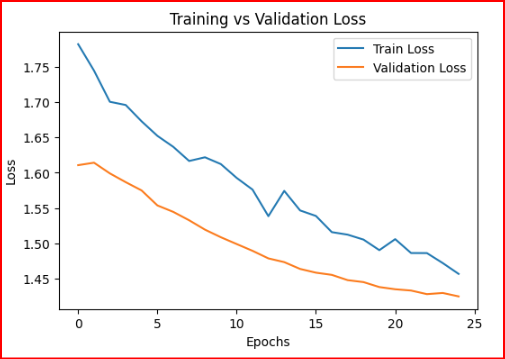 Training vs Validation Loss
Train Loss
Validation Loss
1.75
1.70
1.65
1.60
1.55
1.50
1.45
Loss
0 5 10 15 20 25
Epochs